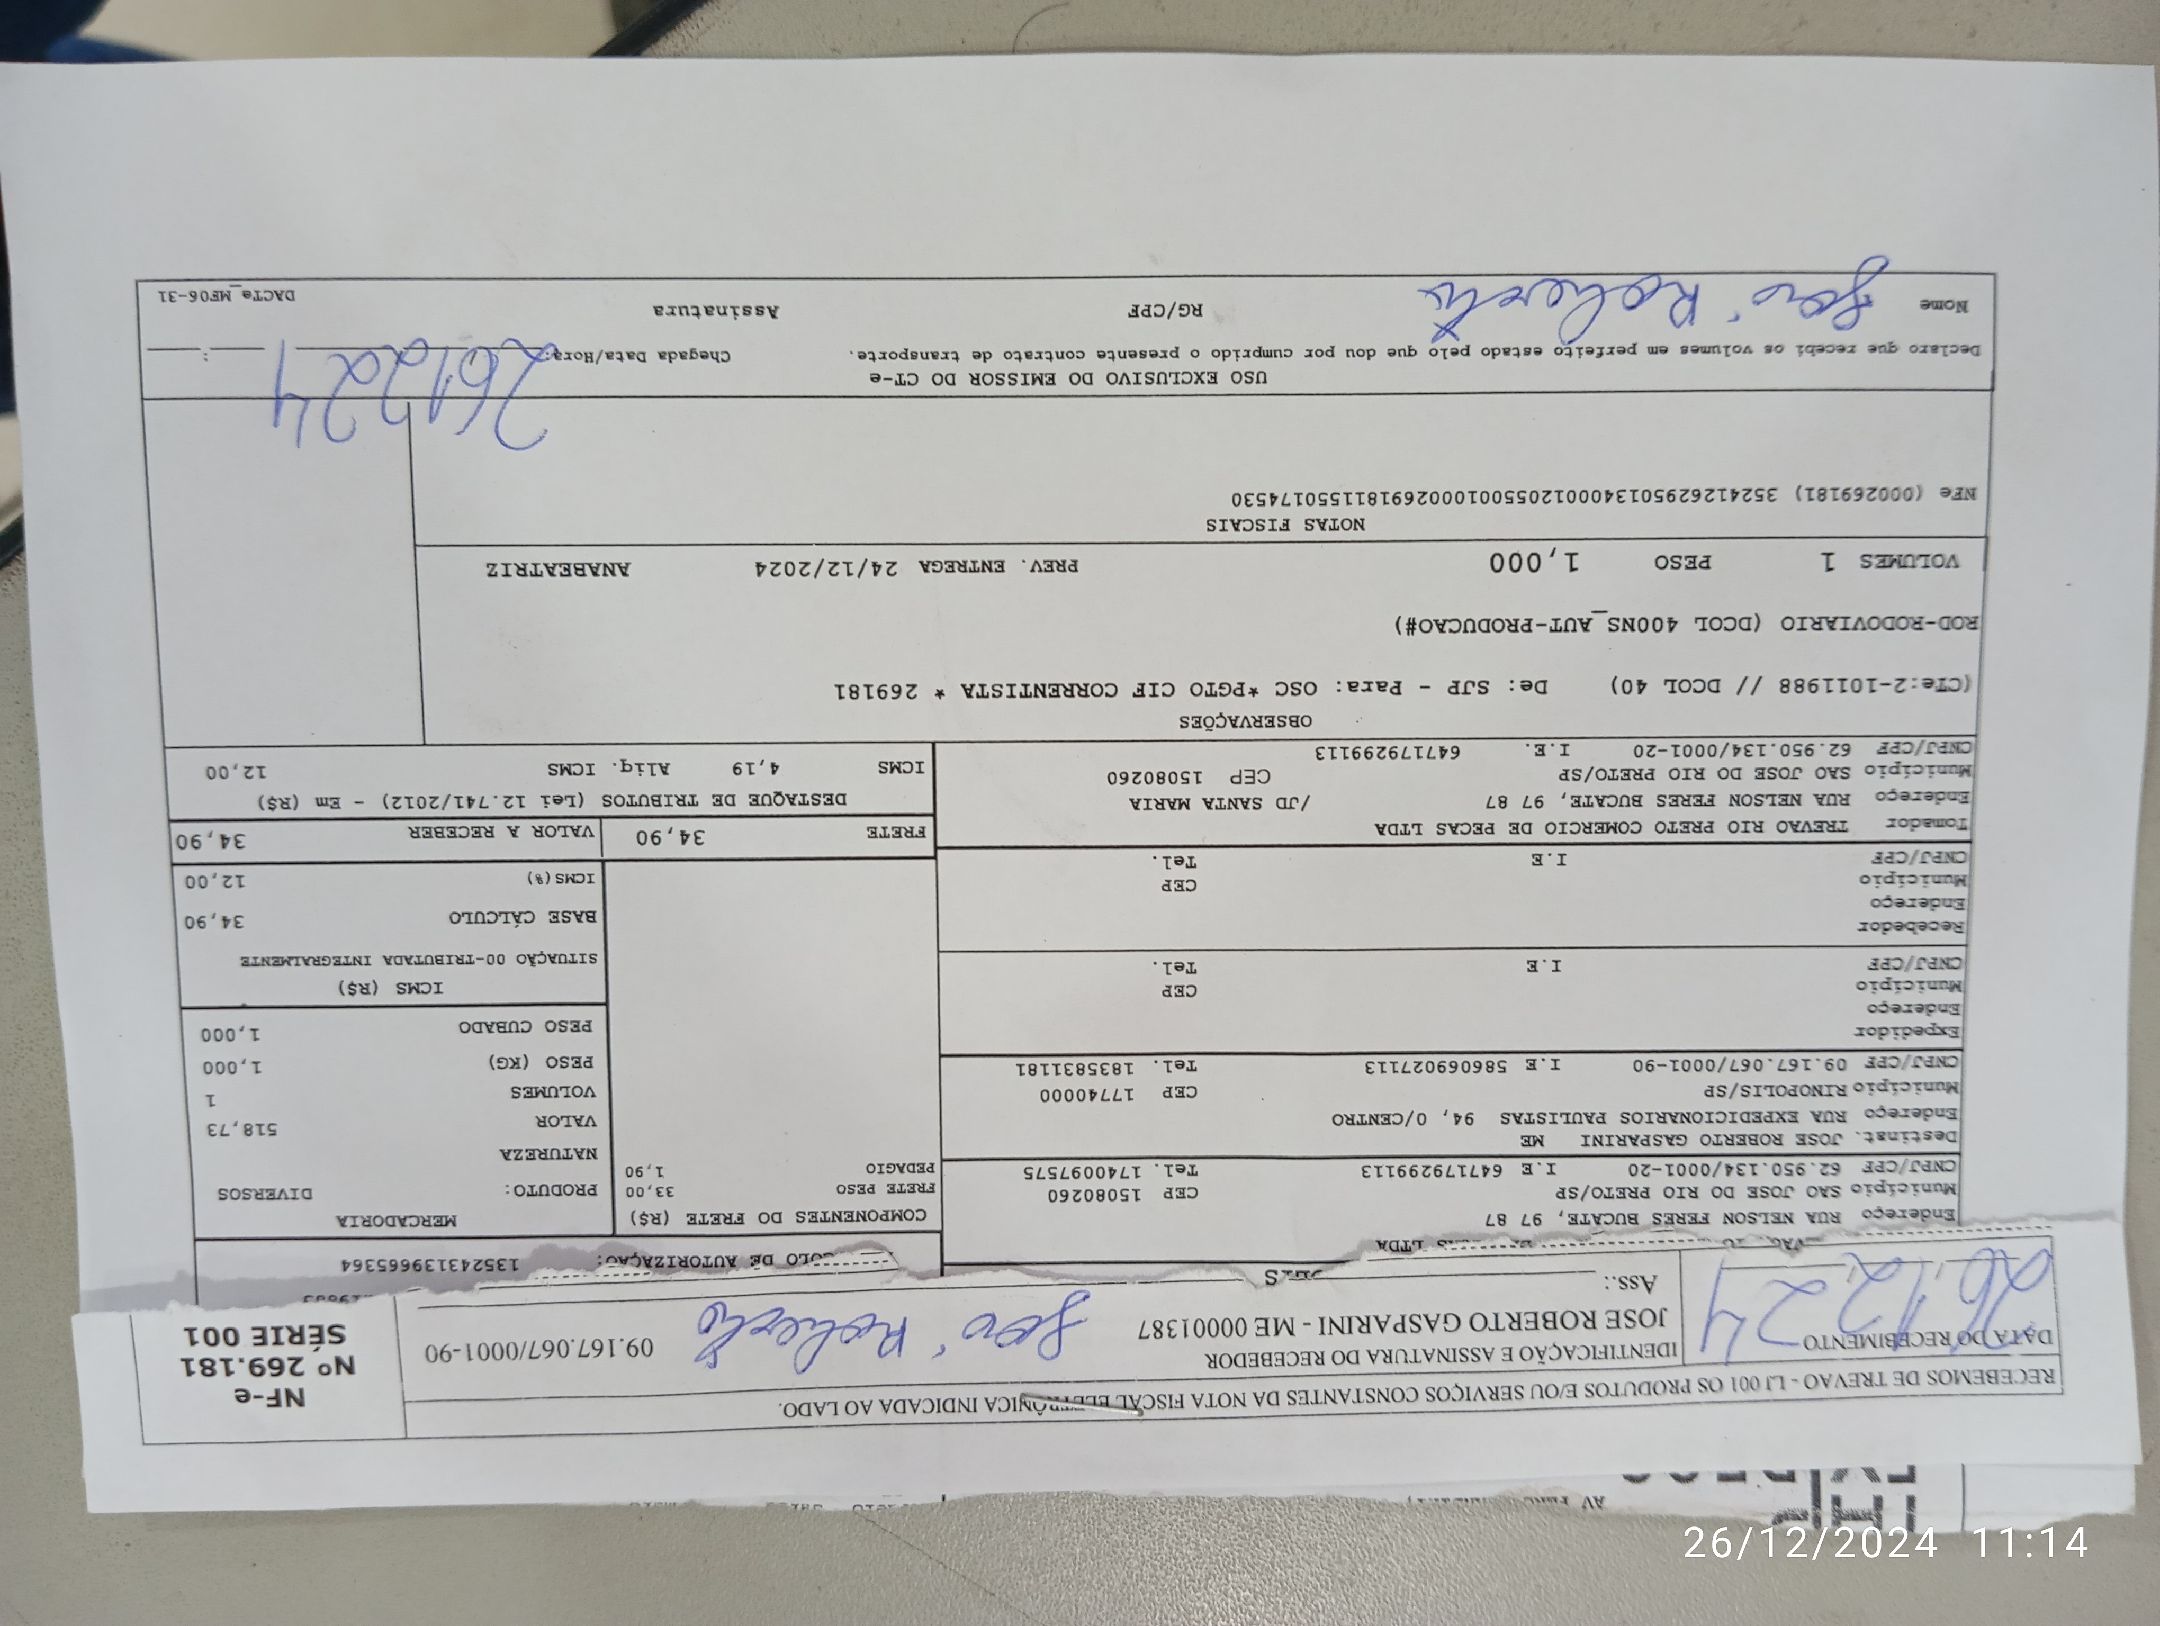 RECEBEMOS DE TREVAO - LJ 001 OS PRODUTOS E/OU SERVIÇOS CONSTANTES DA NOTA FISCAL ELETRÔNICA INDICADA AO LADO.
NF-e
Nº 269.181
SÉRIE 001
DATA DO RECEBIMENTO
26.12.24
IDENTIFICAÇÃO E ASSINATURA DO RECEBEDOR
JOSE ROBERTO GASPARINI - ME 00001387
09.167.067/0001-90
Ass.:
José Roberto
LTDA
OLO DE AUTORIZAÇÃO: 135243139665364
Endereço RUA NELSON FERES BUCATE, 97 87
Município SAO JOSE DO RIO PRETO/SP CEP 15080260
CNPJ/CPF 62.950.134/0001-20 I.E 647179299113 Tel. 1740097575
Destinat. JOSE ROBERTO GASPARINI ME
Endereço RUA EXPEDICIONARIOS PAULISTAS 94, 0/CENTRO
Município RINOPOLIS/SP CEP 17740000
CNPJ/CPF 09.167.067/0001-90 I.E 586069027113 Tel. 1835831181
Expedidor
Endereço
Município CEP
CNPJ/CPF I.E Tel.
Recebedor
Endereço
Município CEP
CNPJ/CPF I.E Tel.
Tomador TREVAO RIO PRETO COMERCIO DE PECAS LTDA
Endereço RUA NELSON FERES BUCATE, 97 87 /JD SANTA MARIA
Município SAO JOSE DO RIO PRETO/SP CEP 15080260
CNPJ/CPF 62.950.134/0001-20 I.E. 647179299113
COMPONENTES DO FRETE (R$)
FRETE PESO 33,00
PEDAGIO 1,90
MERCADORIA
PRODUTO: DIVERSOS
NATUREZA
VALOR 518,73
VOLUMES 1
PESO (KG) 1,000
PESO CUBADO 1,000
ICMS (R$)
SITUAÇÃO 00-TRIBUTADA INTEGRALMENTE
BASE CÁLCULO 34,90
ICMS(%) 12,00
FRETE 34,90 VALOR A RECEBER 34,90
DESTAQUE DE TRIBUTOS (Lei 12.741/2012) - Em (R$)
ICMS 4,19 Aliq. ICMS 12,00
OBSERVAÇÕES
(CTe:2-1011988 // DCOL 40) De: SJP - Para: OSC *PGTO CIF CORRENTISTA * 269181
ROD-RODOVIARIO (DCOL 400NS_AUT-PRODUCAO#)
VOLUMES 1 PESO 1,000 PREV. ENTREGA 24/12/2024 ANABEATRIZ
NOTAS FISCAIS
NFe (000269181) 352412629501340001205500100026918111550174530
USO EXCLUSIVO DO EMISSOR DO CT-e
Declaro que recebi os volumes em perfeito estado pelo que dou por cumprido o presente contrato de transporte. Chegada Data/Hora: :
26/12/24
Nome José Roberto RG/CPF Assinatura
DACTe_MF06-31
26/12/2024 11:14